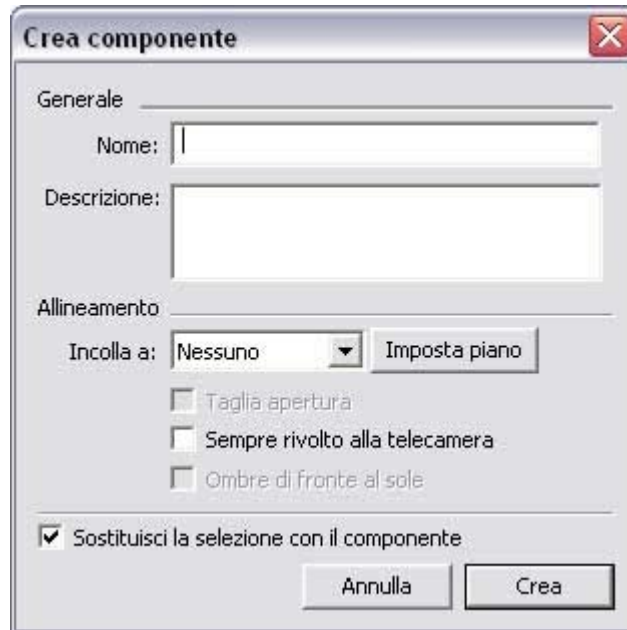 Crea componente
Generale
Nome:
Descrizione:
Allineamento
Incolla a: Nessuno Imposta piano
Taglia apertura
Sempre rivolto alla telecamera
Ombre di fronte al sole
Sostituisci la selezione con il componente
Annulla Crea